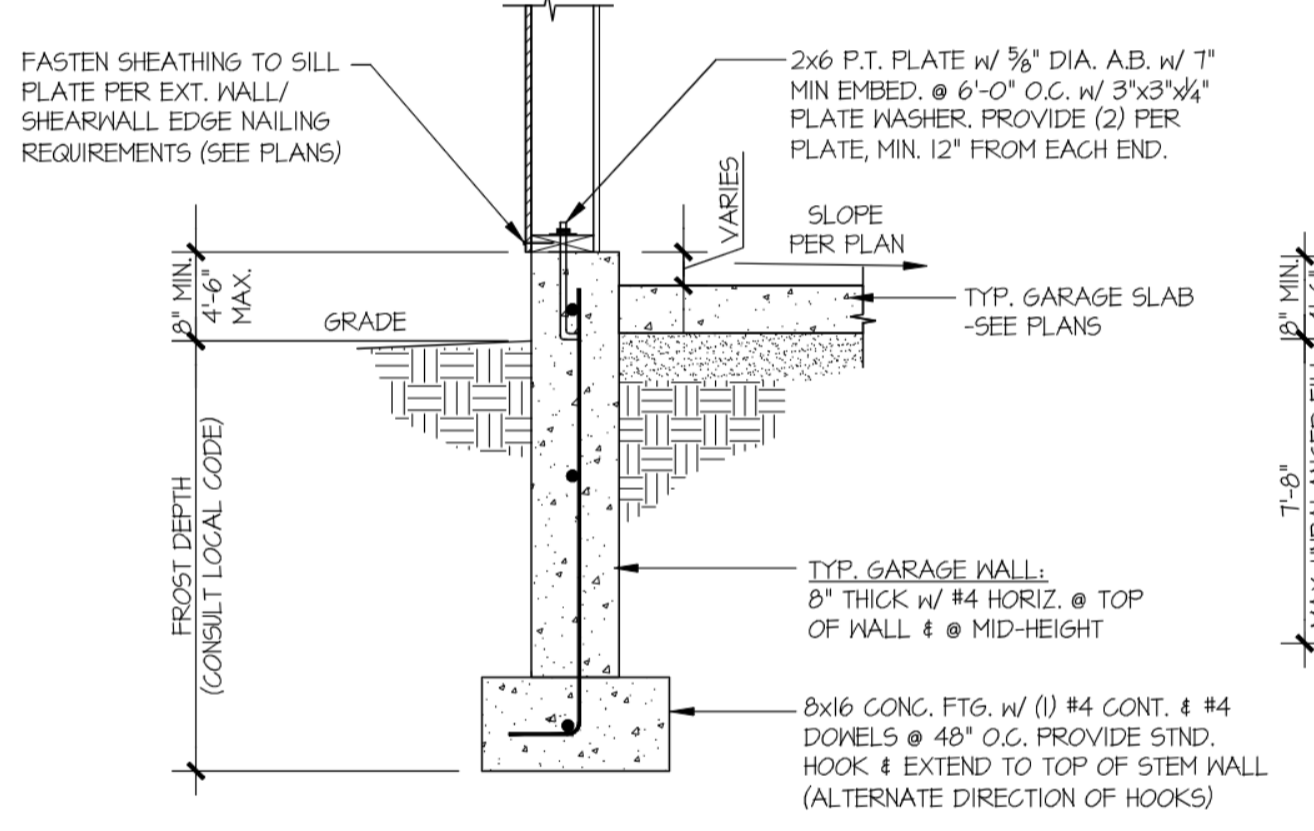 FASTEN SHEATHING TO SILL
PLATE PER EXT. WALL/
SHEARWALL EDGE NAILING
REQUIREMENTS (SEE PLANS)
2x6 P.T. PLATE w/ ⅝" DIA. A.B. w/ 7"
MIN EMBED. @ 6'-0" O.C. w/ 3"x3"x¼"
PLATE WASHER. PROVIDE (2) PER
PLATE, MIN. 12" FROM EACH END.
VARIES
SLOPE
PER PLAN
8" MIN.
4'-6"
MAX.
GRADE
TYP. GARAGE SLAB
-SEE PLANS
FROST DEPTH
(CONSULT LOCAL CODE)
TYP. GARAGE WALL:
8" THICK w/ #4 HORIZ. @ TOP
OF WALL & @ MID-HEIGHT
8x16 CONC. FTG. w/ (1) #4 CONT. & #4
DOWELS @ 48" O.C. PROVIDE STND.
HOOK & EXTEND TO TOP OF STEM WALL
(ALTERNATE DIRECTION OF HOOKS)
8" MIN.
7'-8"